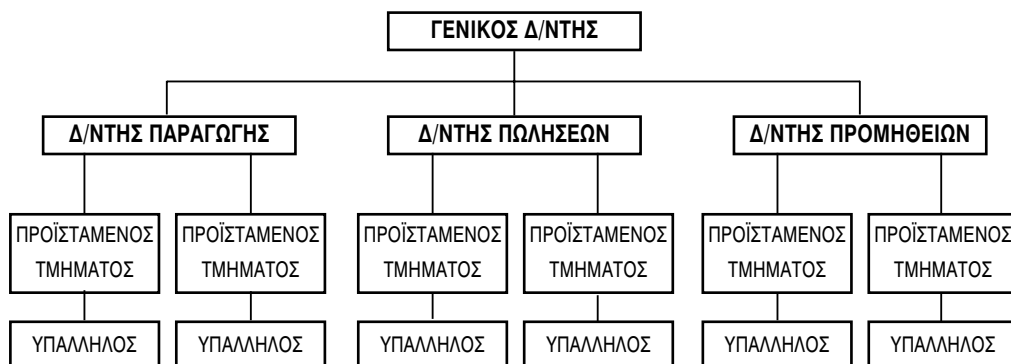 ΓΕΝΙΚΟΣ Δ/ΝΤΗΣ
Δ/ΝΤΗΣ ΠΑΡΑΓΩΓΗΣ
Δ/ΝΤΗΣ ΠΩΛΗΣΕΩΝ
Δ/ΝΤΗΣ ΠΡΟΜΗΘΕΙΩΝ
ΠΡΟΪΣΤΑΜΕΝΟΣ
ΤΜΗΜΑΤΟΣ
ΠΡΟΪΣΤΑΜΕΝΟΣ
ΤΜΗΜΑΤΟΣ
ΠΡΟΪΣΤΑΜΕΝΟΣ
ΤΜΗΜΑΤΟΣ
ΠΡΟΪΣΤΑΜΕΝΟΣ
ΤΜΗΜΑΤΟΣ
ΠΡΟΪΣΤΑΜΕΝΟΣ
ΤΜΗΜΑΤΟΣ
ΠΡΟΪΣΤΑΜΕΝΟΣ
ΤΜΗΜΑΤΟΣ
ΥΠΑΛΛΗΛΟΣ
ΥΠΑΛΛΗΛΟΣ
ΥΠΑΛΛΗΛΟΣ
ΥΠΑΛΛΗΛΟΣ
ΥΠΑΛΛΗΛΟΣ
ΥΠΑΛΛΗΛΟΣ